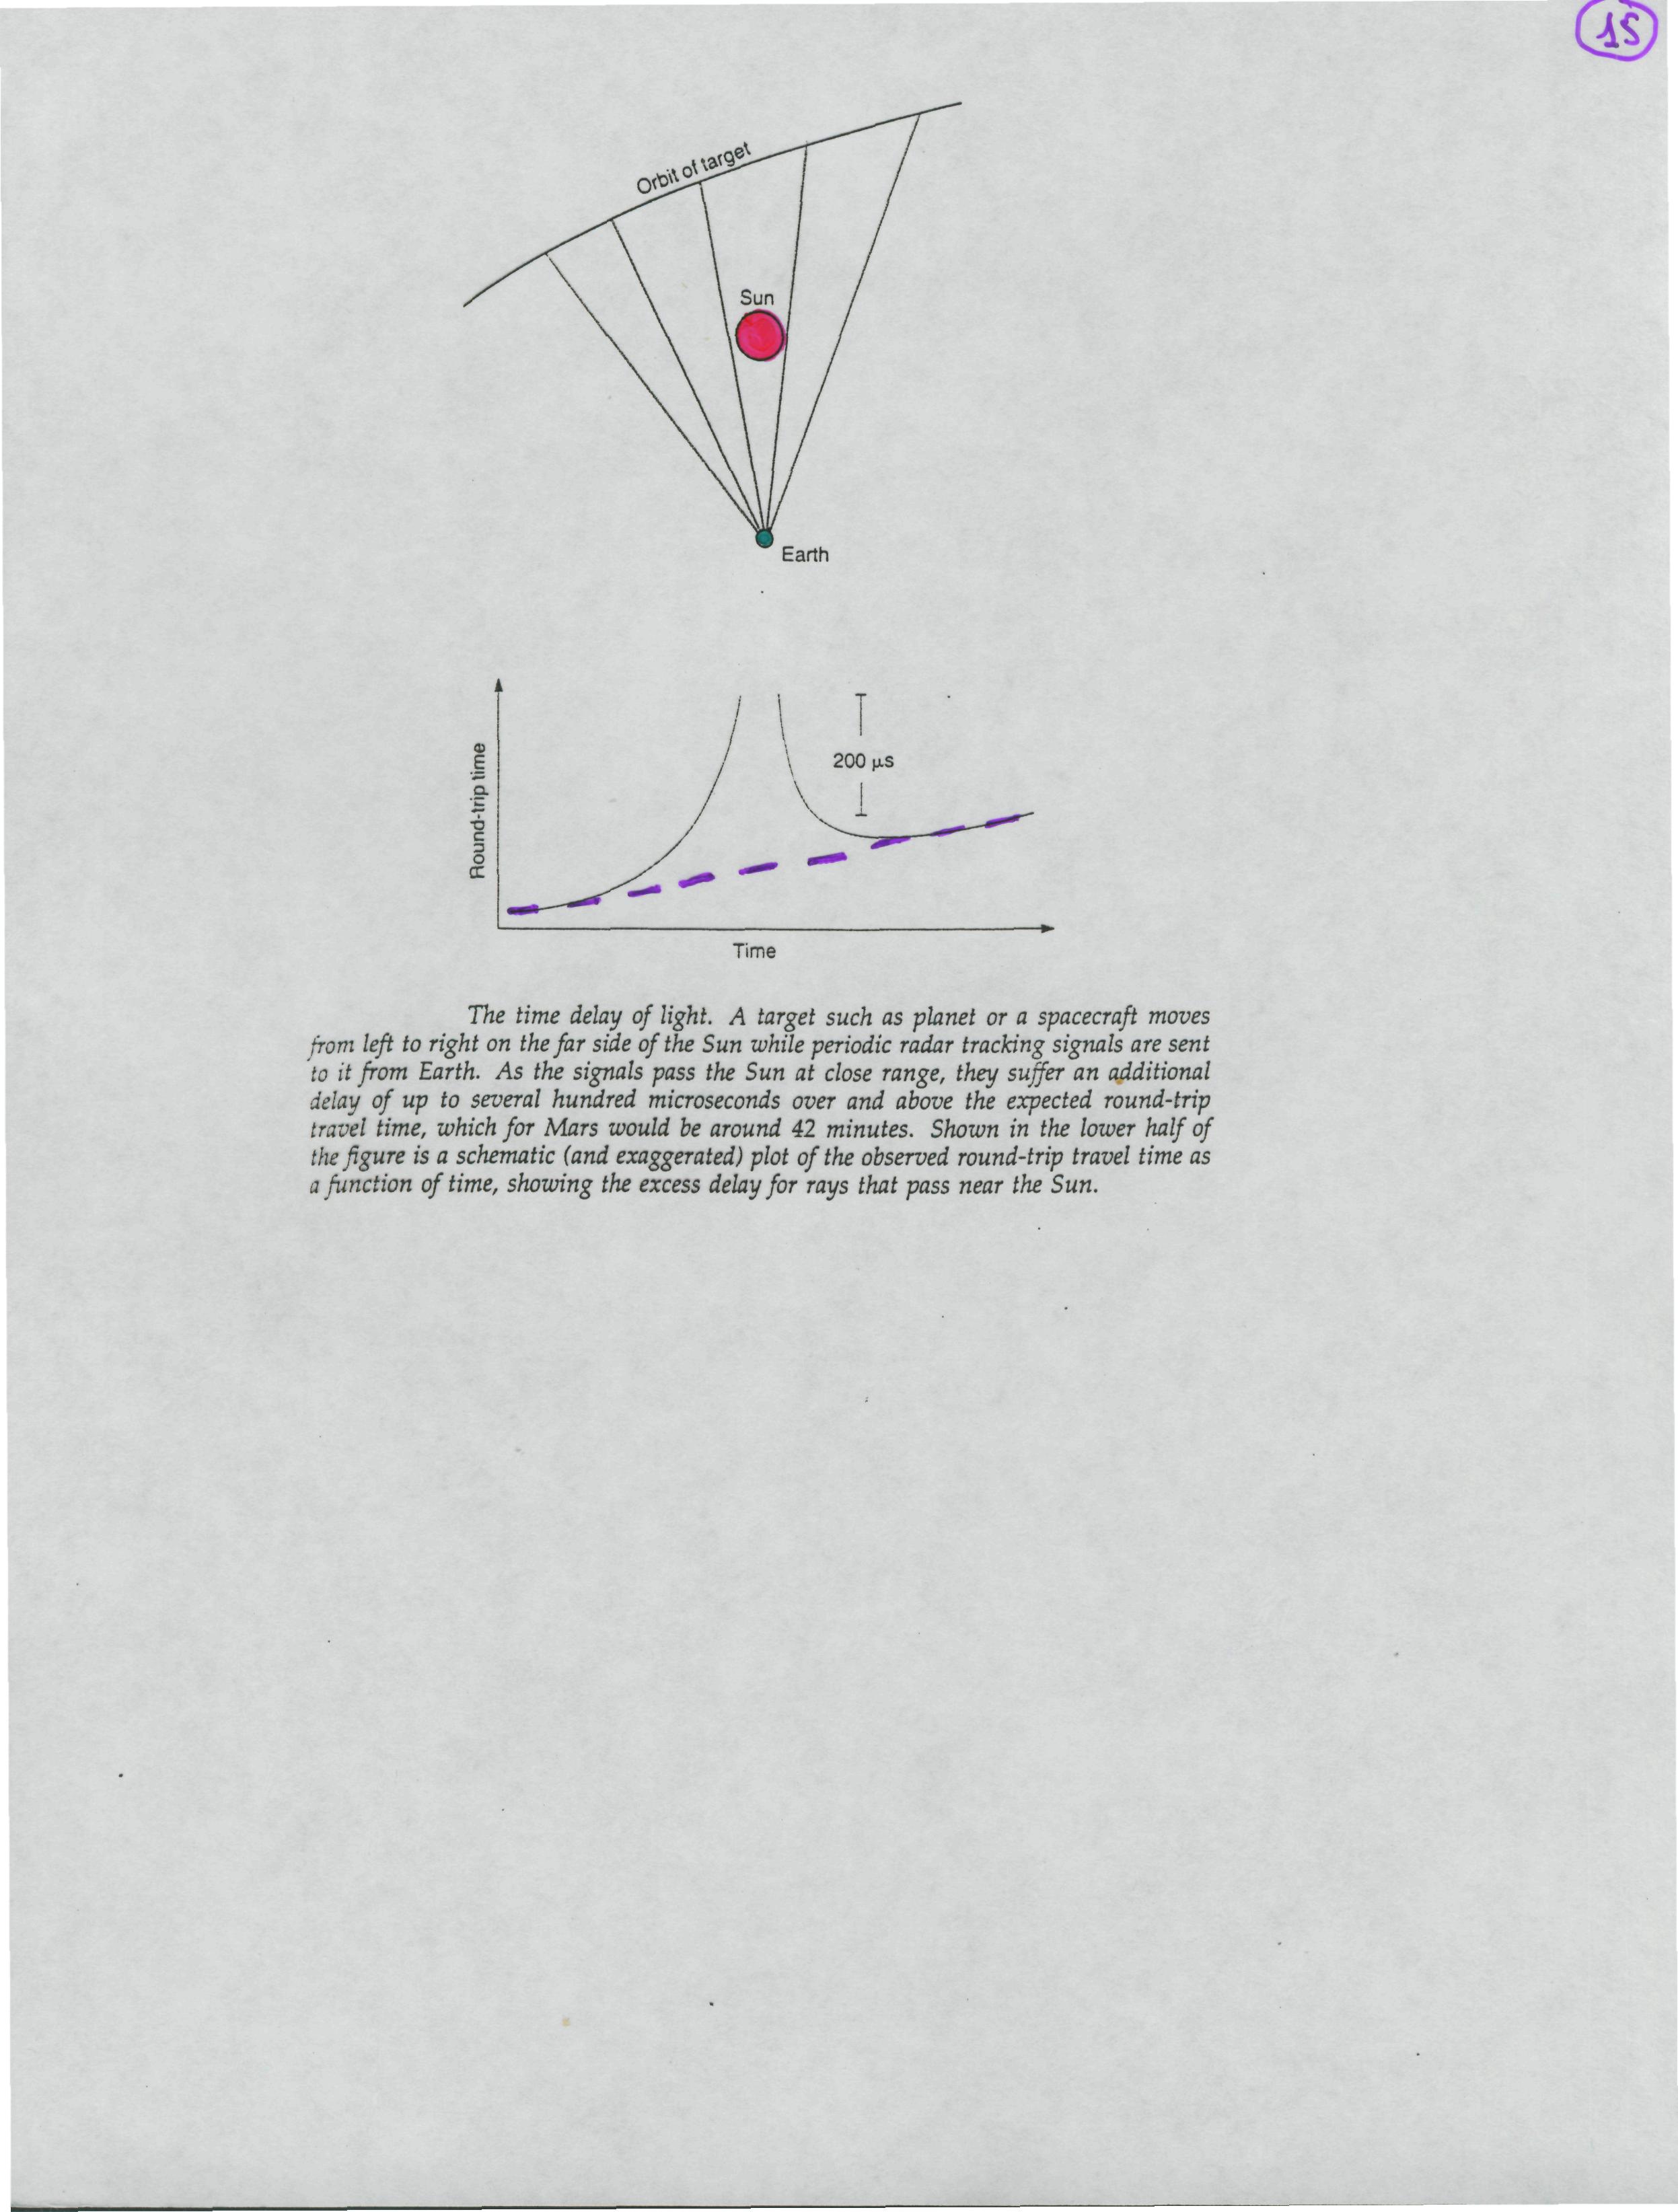 15
Orbit of target
Sun
Earth
Round-trip time
200 μs
Time
The time delay of light. A target such as planet or a spacecraft moves
from left to right on the far side of the Sun while periodic radar tracking signals are sent
to it from Earth. As the signals pass the Sun at close range, they suffer an additional
delay of up to several hundred microseconds over and above the expected round-trip
travel time, which for Mars would be around 42 minutes. Shown in the lower half of
the figure is a schematic (and exaggerated) plot of the observed round-trip travel time as
a function of time, showing the excess delay for rays that pass near the Sun.